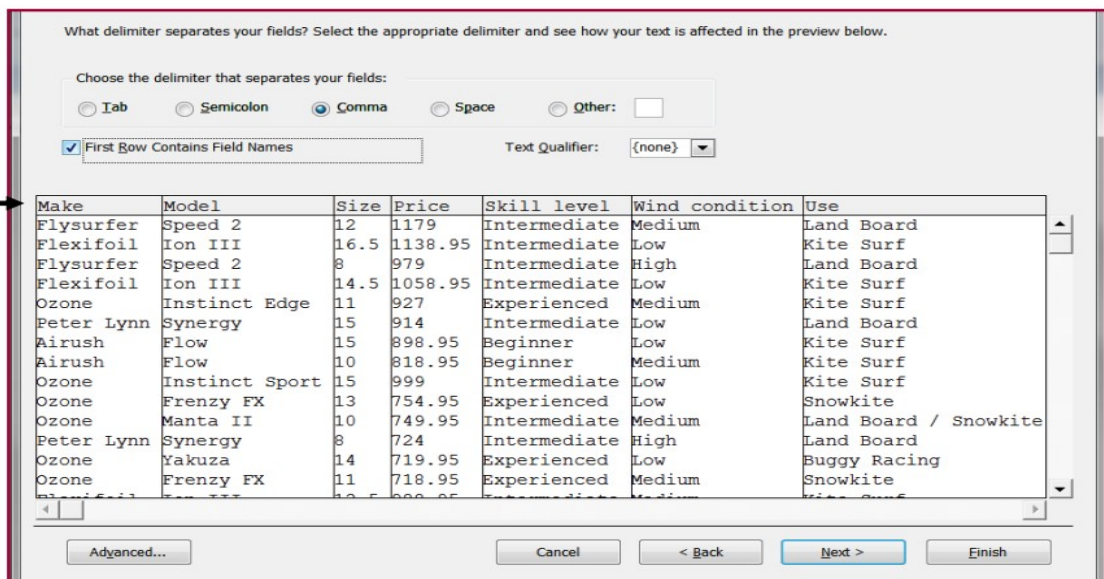 What delimiter separates your fields? Select the appropriate delimiter and see how your text is affected in the preview below.
Choose the delimiter that separates your fields:
Tab Semicolon Comma Space Other:
First Row Contains Field Names Text Qualifier: {none}
Make Model Size Price Skill level Wind condition Use
Flysurfer Speed 2 12 1179 Intermediate Medium Land Board
Flexifoil Ion III 16.5 1138.95 Intermediate Low Kite Surf
Flysurfer Speed 2 8 979 Intermediate High Land Board
Flexifoil Ion III 14.5 1058.95 Intermediate Low Kite Surf
Ozone Instinct Edge 11 927 Experienced Medium Kite Surf
Peter Lynn Synergy 15 914 Intermediate Low Land Board
Airush Flow 15 898.95 Beginner Low Kite Surf
Airush Flow 10 818.95 Beginner Medium Kite Surf
Ozone Instinct Sport 15 999 Intermediate Low Kite Surf
Ozone Frenzy FX 13 754.95 Experienced Low Snowkite
Ozone Manta II 10 749.95 Intermediate Medium Land Board / Snowkite
Peter Lynn Synergy 8 724 Intermediate High Land Board
Ozone Yakuza 14 719.95 Experienced Low Buggy Racing
Ozone Frenzy FX 11 718.95 Experienced Medium Snowkite
Advanced... Cancel < Back Next > Finish